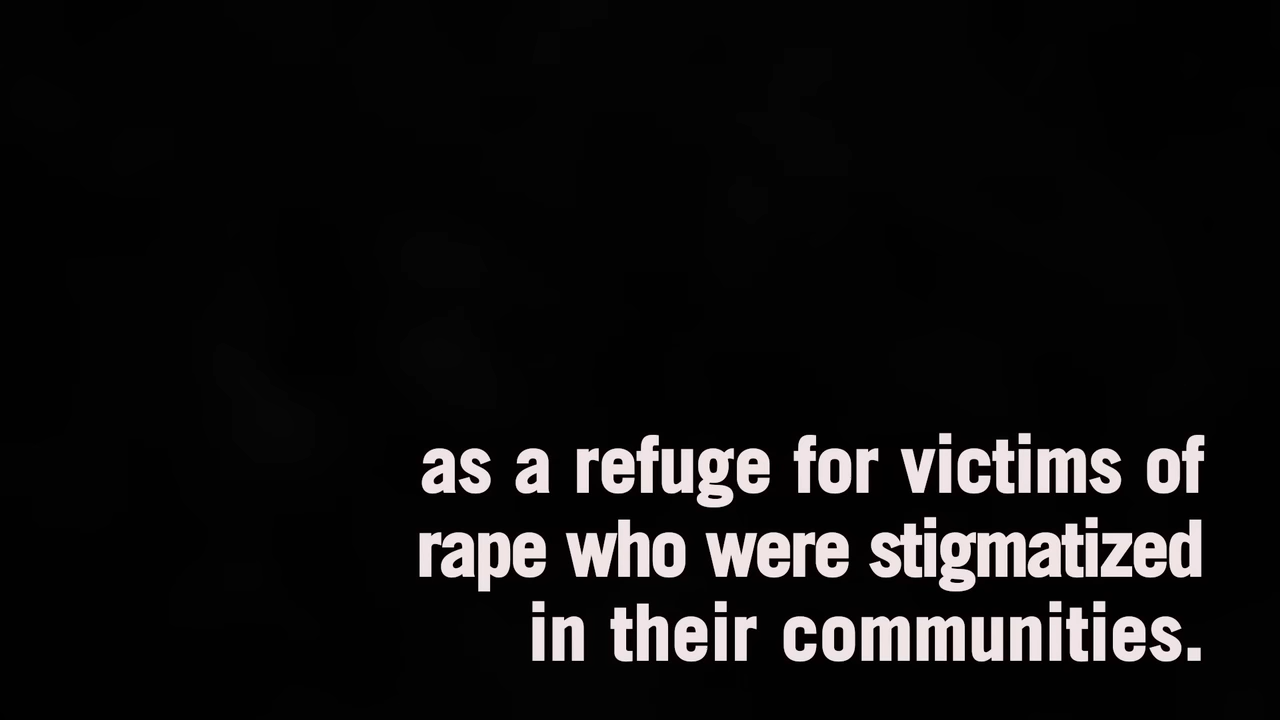 as a refuge for victims of
rape who were stigmatized
in their communities.